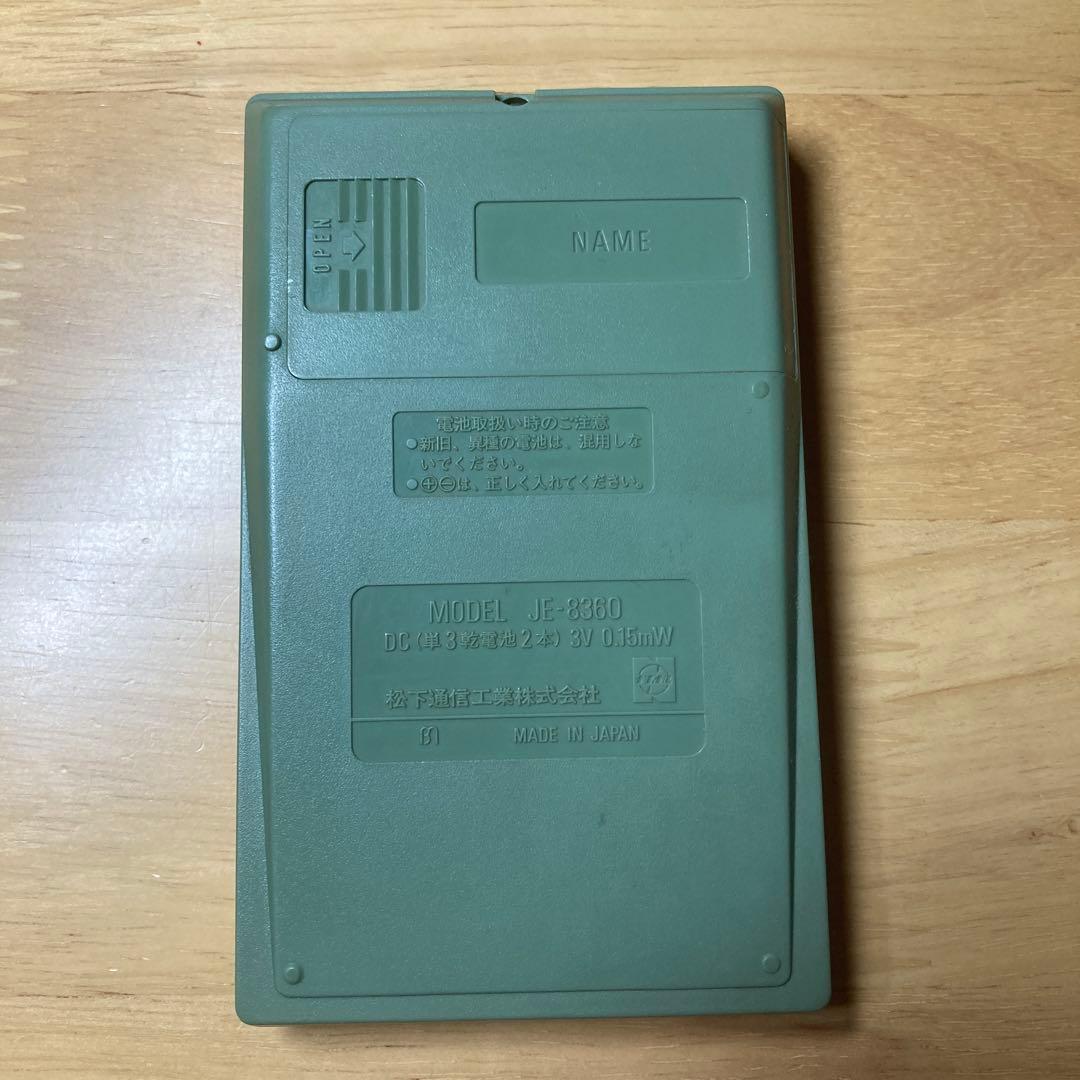 OPEN
NAME
電池取扱い時のご注意
●新旧、異種の電池は、混用しな
いでください。
●⊕⊖は、正しく入れてください。
MODEL JE-8360
DC (単3乾電池2本) 3V 0.15mW
松下通信工業株式会社
MADE IN JAPAN